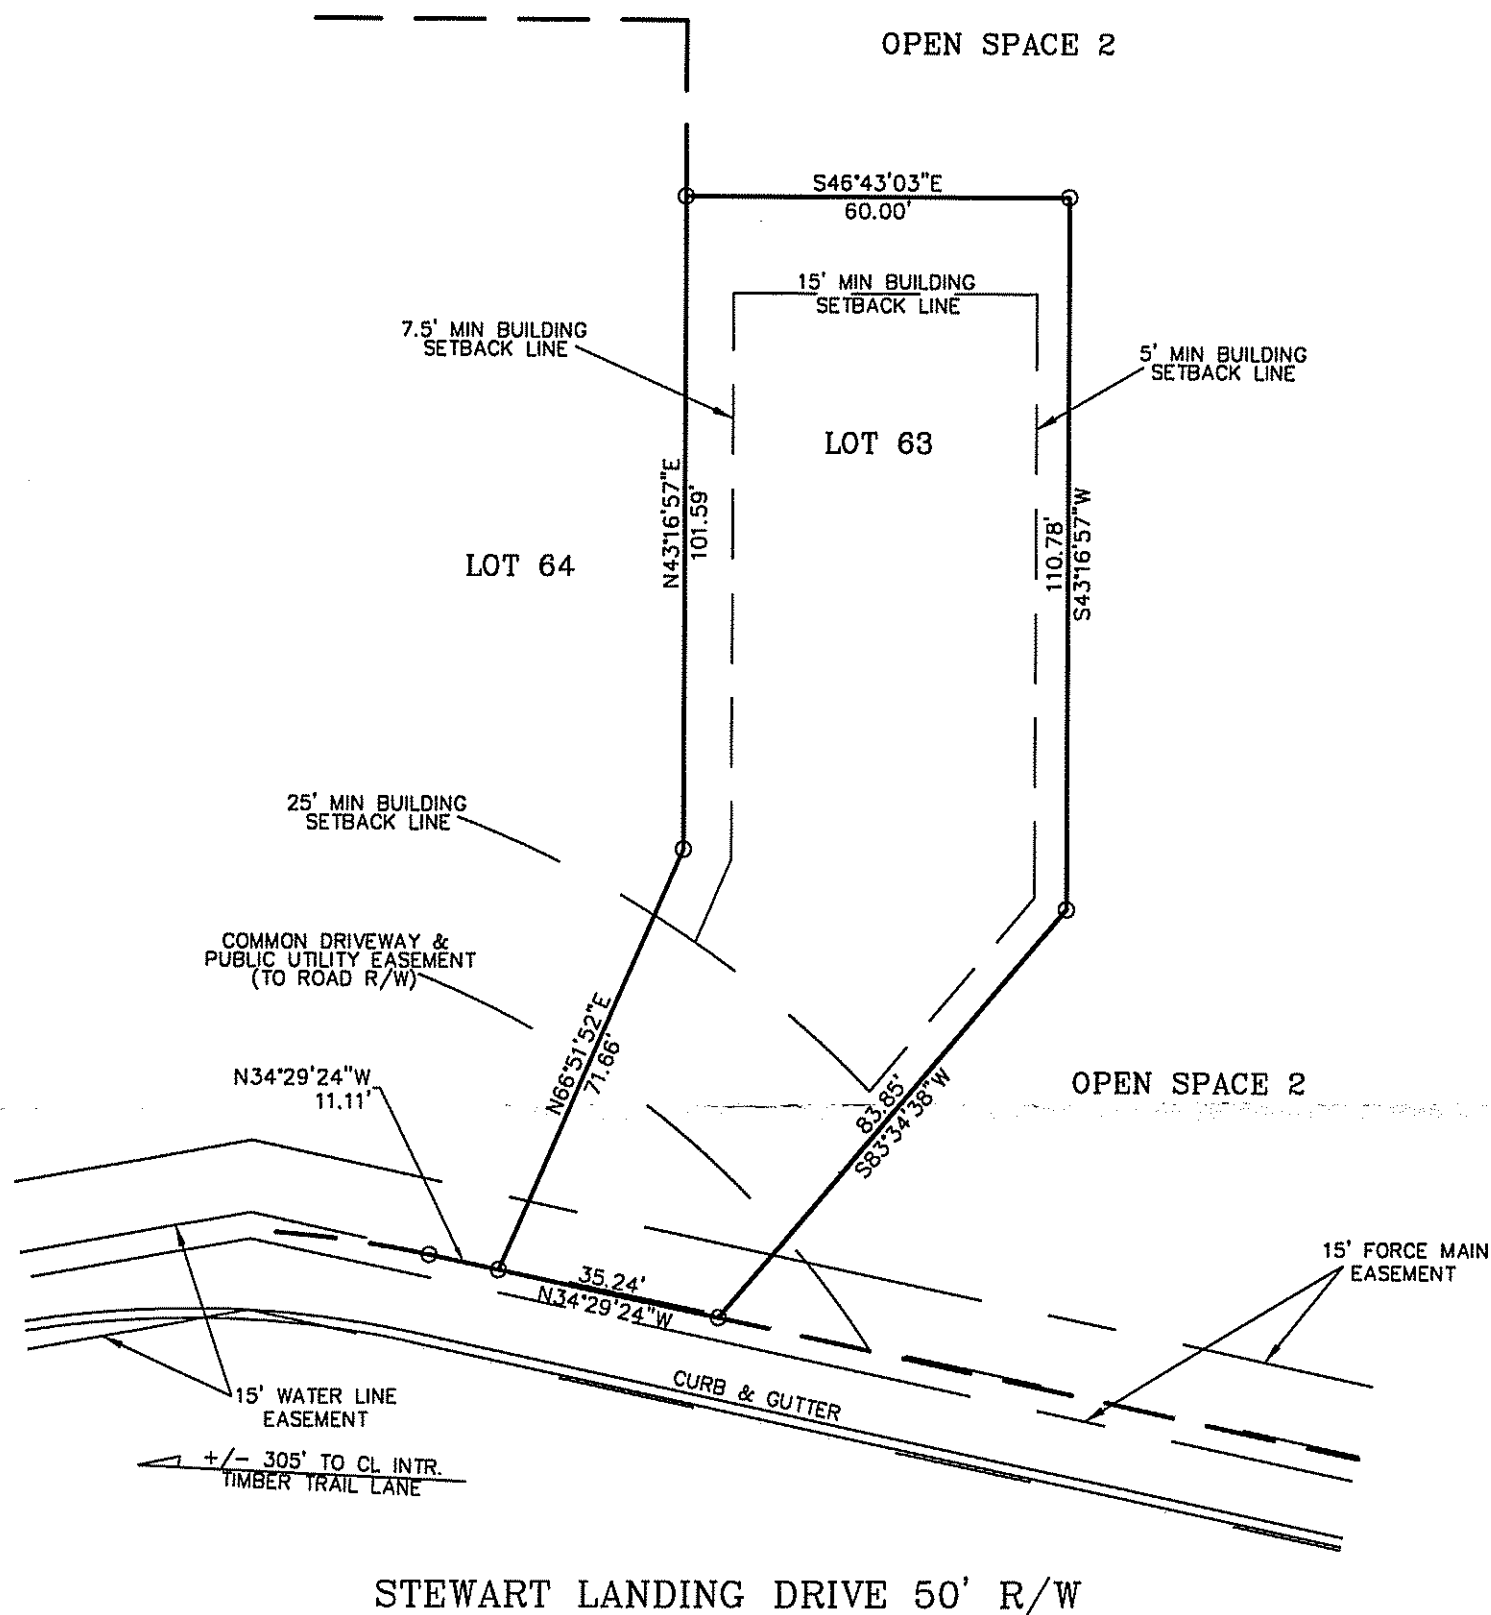 OPEN SPACE 2
S46°43'03"E
60.00'
15' MIN BUILDING
SETBACK LINE
7.5' MIN BUILDING
SETBACK LINE
5' MIN BUILDING
SETBACK LINE
LOT 63
N43°16'57"E
101.59'
110.78'
S43°16'57"W
LOT 64
25' MIN BUILDING
SETBACK LINE
COMMON DRIVEWAY &
PUBLIC UTILITY EASEMENT
(TO ROAD R/W)
N66°51'52"E
71.66'
N34°29'24"W
11.11'
83.85'
S83°34'38"W
OPEN SPACE 2
15' FORCE MAIN
EASEMENT
35.24'
N34°29'24"W
CURB & GUTTER
15' WATER LINE
EASEMENT
+/- 305' TO CL INTR.
TIMBER TRAIL LANE
STEWART LANDING DRIVE 50' R/W